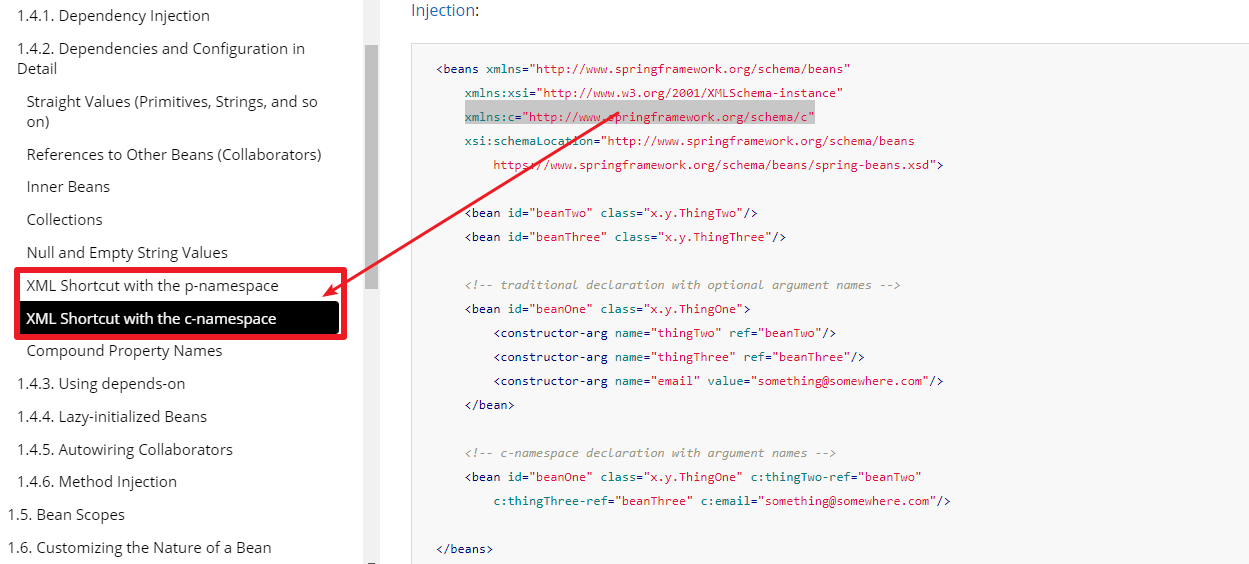 1.4.1. Dependency Injection
1.4.2. Dependencies and Configuration in
Detail
Straight Values (Primitives, Strings, and so
on)
References to Other Beans (Collaborators)
Inner Beans
Collections
Null and Empty String Values
XML Shortcut with the p-namespace
XML Shortcut with the c-namespace
Compound Property Names
1.4.3. Using depends-on
1.4.4. Lazy-initialized Beans
1.4.5. Autowiring Collaborators
1.4.6. Method Injection
1.5. Bean Scopes
1.6. Customizing the Nature of a Bean
Injection:
<beans xmlns="http://www.springframework.org/schema/beans"
xmlns:xsi="http://www.w3.org/2001/XMLSchema-instance"
xmlns:c="http://www.springframework.org/schema/c"
xsi:schemaLocation="http://www.springframework.org/schema/beans
https://www.springframework.org/schema/beans/spring-beans.xsd">
<bean id="beanTwo" class="x.y.ThingTwo"/>
<bean id="beanThree" class="x.y.ThingThree"/>
<!-- traditional declaration with optional argument names -->
<bean id="beanOne" class="x.y.ThingOne">
<constructor-arg name="thingTwo" ref="beanTwo"/>
<constructor-arg name="thingThree" ref="beanThree"/>
<constructor-arg name="email" value="something@somewhere.com"/>
</bean>
<!-- c-namespace declaration with argument names -->
<bean id="beanOne" class="x.y.ThingOne" c:thingTwo-ref="beanTwo"
c:thingThree-ref="beanThree" c:email="something@somewhere.com"/>
</beans>